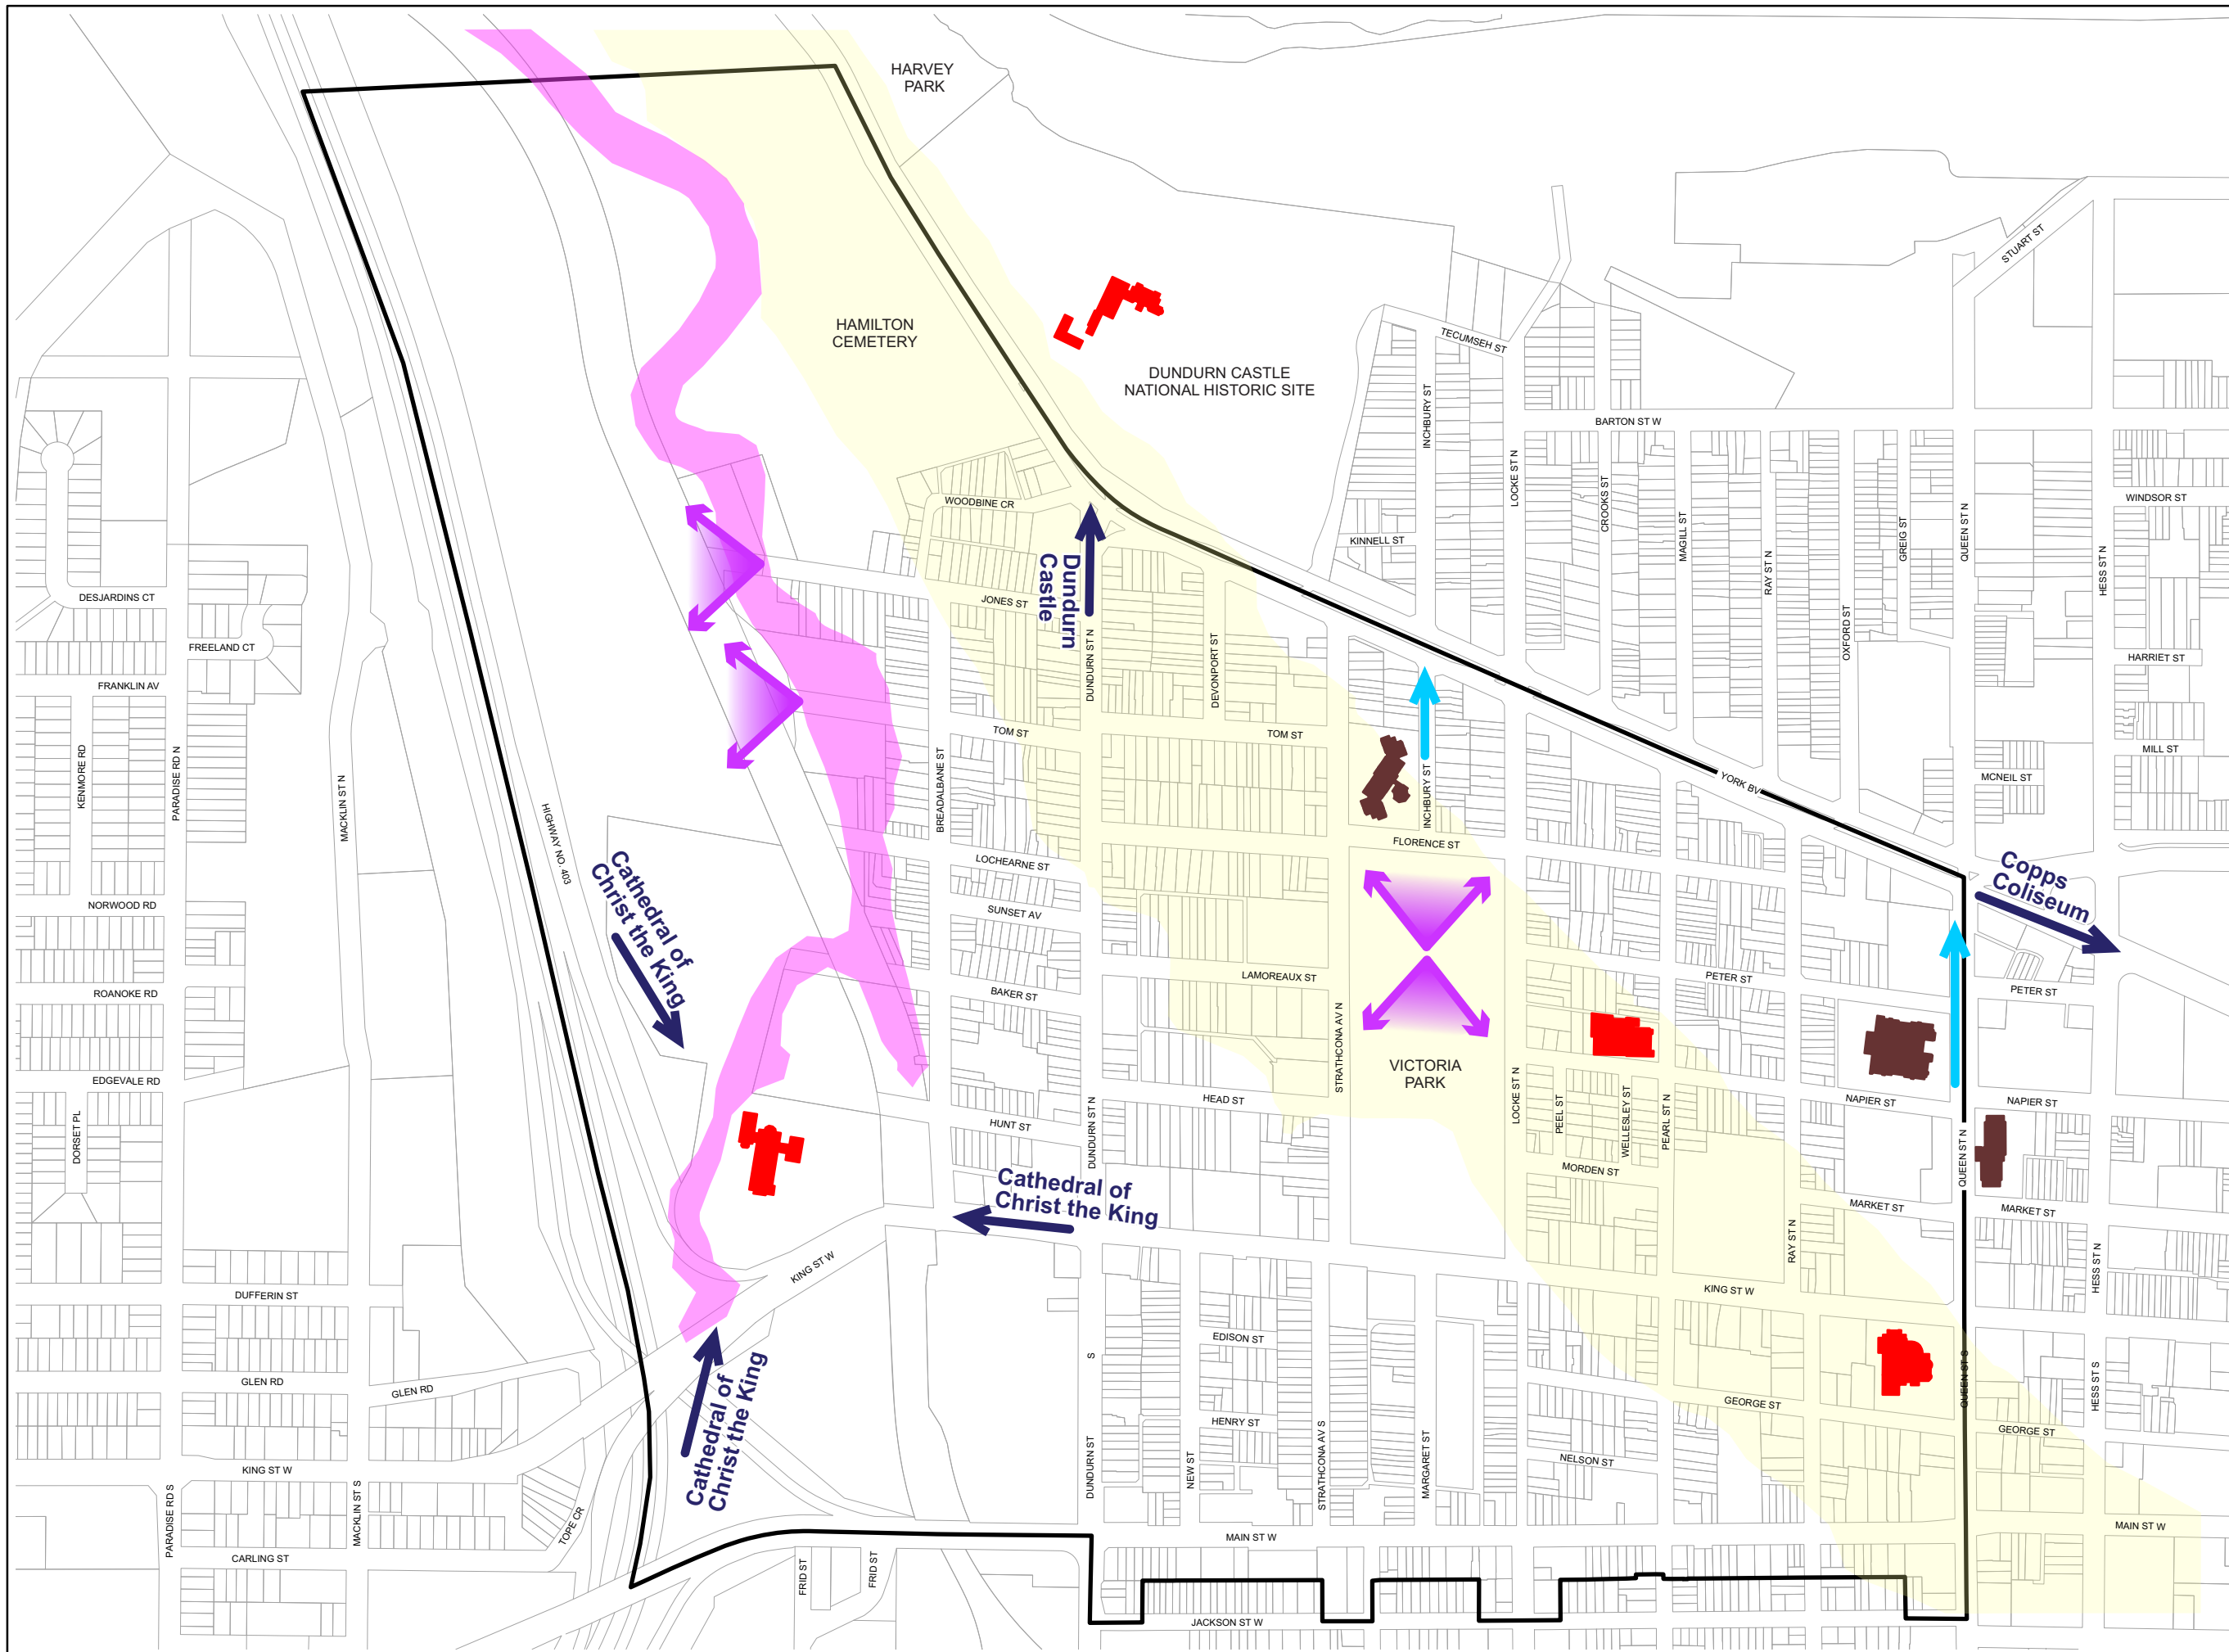 HARVEY
PARK
STUART ST
HAMILTON
CEMETERY
TECUMSEH ST
DUNDURN CASTLE
NATIONAL HISTORIC SITE
INCHBURY ST
BARTON ST W
LOCKE ST N
CROOKS ST
MAGILL ST
RAY ST N
OXFORD ST
GREIG ST
QUEEN ST N
HESS ST N
WINDSOR ST
WOODBINE CR
KINNELL ST
Dundurn
Castle
DESJARDINS CT
JONES ST
FREELAND CT
DUNDURN ST N
DEVONPORT ST
HARRIET ST
FRANKLIN AV
TOM ST
TOM ST
MILL ST
KENMORE RD
PARADISE RD N
MACKLIN ST N
HIGHWAY NO. 403
BREADALBANE ST
INCHBURY ST
YORK BV
MCNEIL ST
FLORENCE ST
LOCHEARNE ST
Cathedral of
Christ the King
Copps
Coliseum
NORWOOD RD
SUNSET AV
LAMOREAUX ST
PETER ST
PETER ST
ROANOKE RD
BAKER ST
STRATHCONA AV N
VICTORIA
PARK
EDGEVALE RD
HEAD ST
LOCKE ST N
PEEL ST
WELLESLEY ST
PEARL ST N
NAPIER ST
NAPIER ST
DORSET PL
HUNT ST
DUNDURN ST N
MORDEN ST
QUEEN ST N
Cathedral of
Christ the King
MARKET ST
MARKET ST
RAY ST N
HESS ST N
KING ST W
KING ST W
DUFFERIN ST
EDISON ST
S
DUNDURN ST
QUEEN ST S
HESS ST S
GLEN RD
GLEN RD
Cathedral of
Christ the King
GEORGE ST
GEORGE ST
HENRY ST
NEW ST
STRATHCONA AV S
MARGARET ST
NELSON ST
KING ST W
PARADISE RD S
MACKLIN ST S
TOPE CR
MAIN ST W
MAIN ST W
CARLING ST
FRID ST
FRID ST
JACKSON ST W